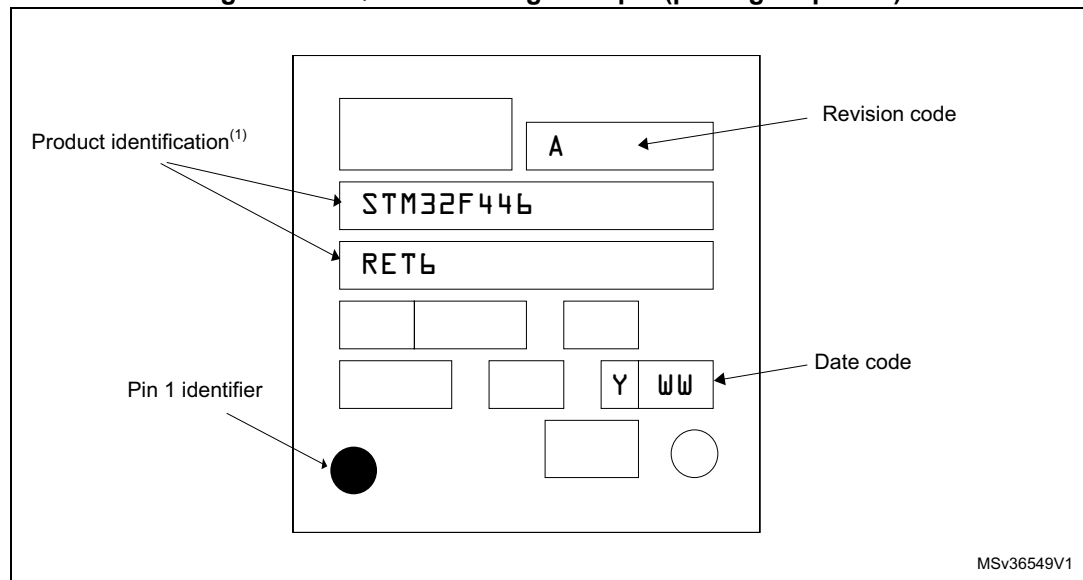 Revision code
Product identification(1)
A
STM32F446
RET6
Y WW
Date code
Pin 1 identifier
MSv36549V1